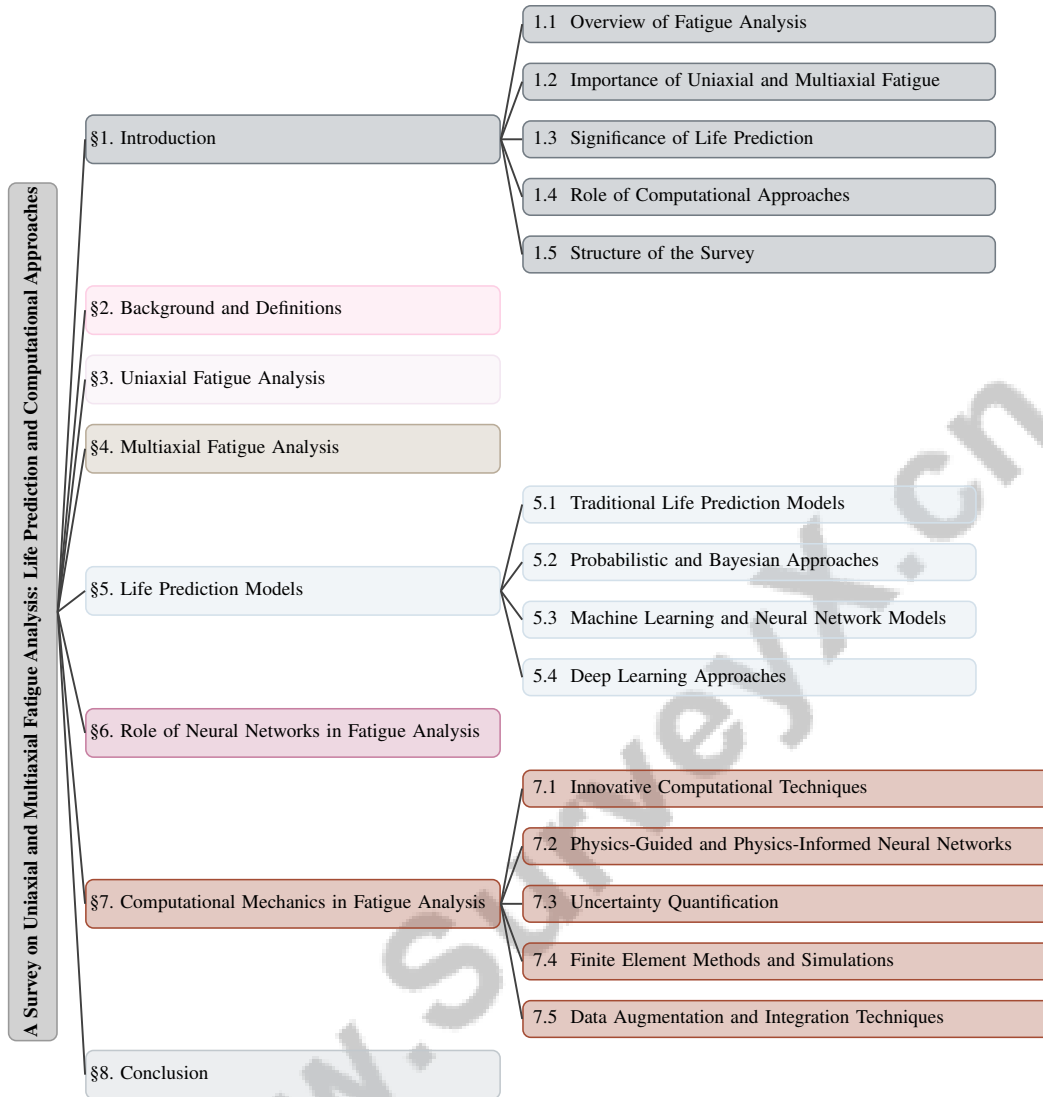 A Survey on Uniaxial and Multiaxial Fatigue Analysis: Life Prediction and Computational Approaches
§1. Introduction
1.1 Overview of Fatigue Analysis
1.2 Importance of Uniaxial and Multiaxial Fatigue
1.3 Significance of Life Prediction
1.4 Role of Computational Approaches
1.5 Structure of the Survey
§2. Background and Definitions
§3. Uniaxial Fatigue Analysis
§4. Multiaxial Fatigue Analysis
§5. Life Prediction Models
5.1 Traditional Life Prediction Models
5.2 Probabilistic and Bayesian Approaches
5.3 Machine Learning and Neural Network Models
5.4 Deep Learning Approaches
§6. Role of Neural Networks in Fatigue Analysis
§7. Computational Mechanics in Fatigue Analysis
7.1 Innovative Computational Techniques
7.2 Physics-Guided and Physics-Informed Neural Networks
7.3 Uncertainty Quantification
7.4 Finite Element Methods and Simulations
7.5 Data Augmentation and Integration Techniques
§8. Conclusion
w.SurveyX.cn